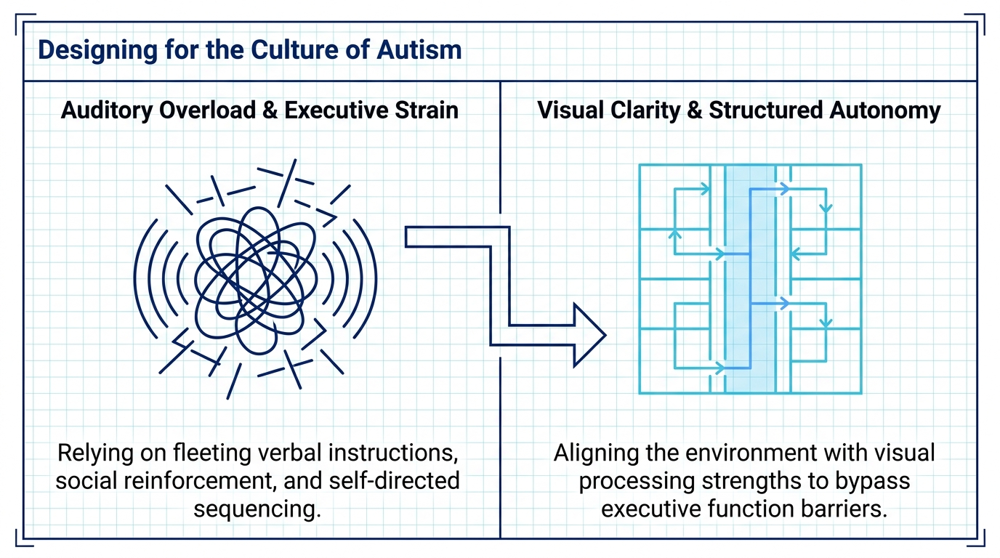 Designing for the Culture of Autism
Auditory Overload & Executive Strain
Relying on fleeting verbal instructions,
social reinforcement, and self-directed
sequencing.
Visual Clarity & Structured Autonomy
Aligning the environment with visual
processing strengths to bypass
executive function barriers.